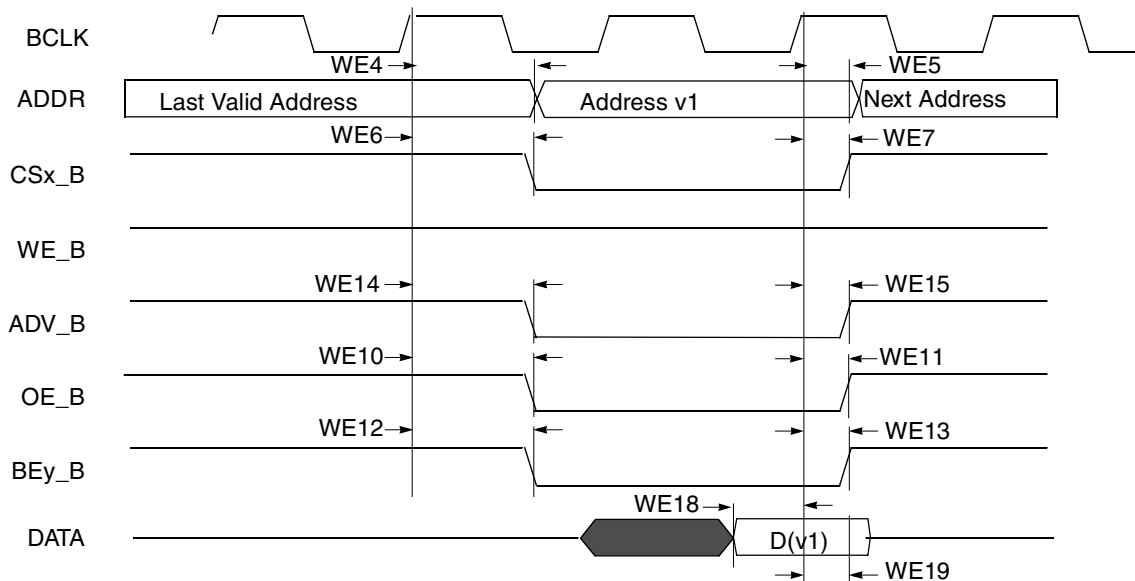 BCLK
WE4 WE5
ADDR Last Valid Address Address v1 Next Address
WE6 WE7
CSx_B
WE_B
WE14 WE15
ADV_B
WE10 WE11
OE_B
WE12 WE13
BEy_B
WE18
DATA D(v1)
WE19